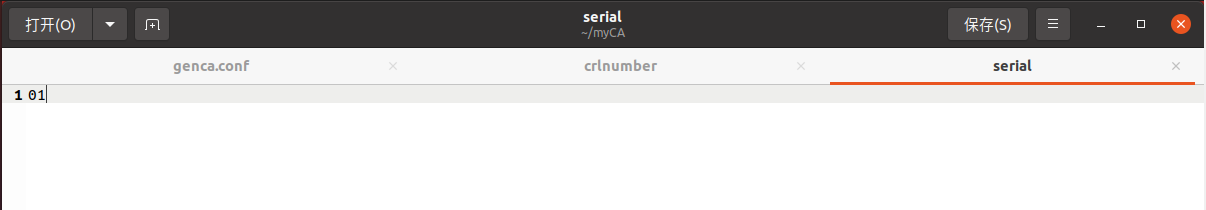 打开(O)
serial
~/myCA
保存(S)
genca.conf
crlnumber
serial
1 01